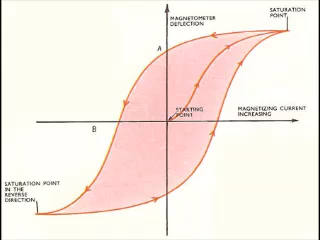 SATURATION
POINT
MAGNETOMETER
DEFLECTION
A
STARTING
POINT
MAGNETIZING CURRENT
INCREASING
B
SATURATION POINT
IN THE
REVERSE
DIRECTION